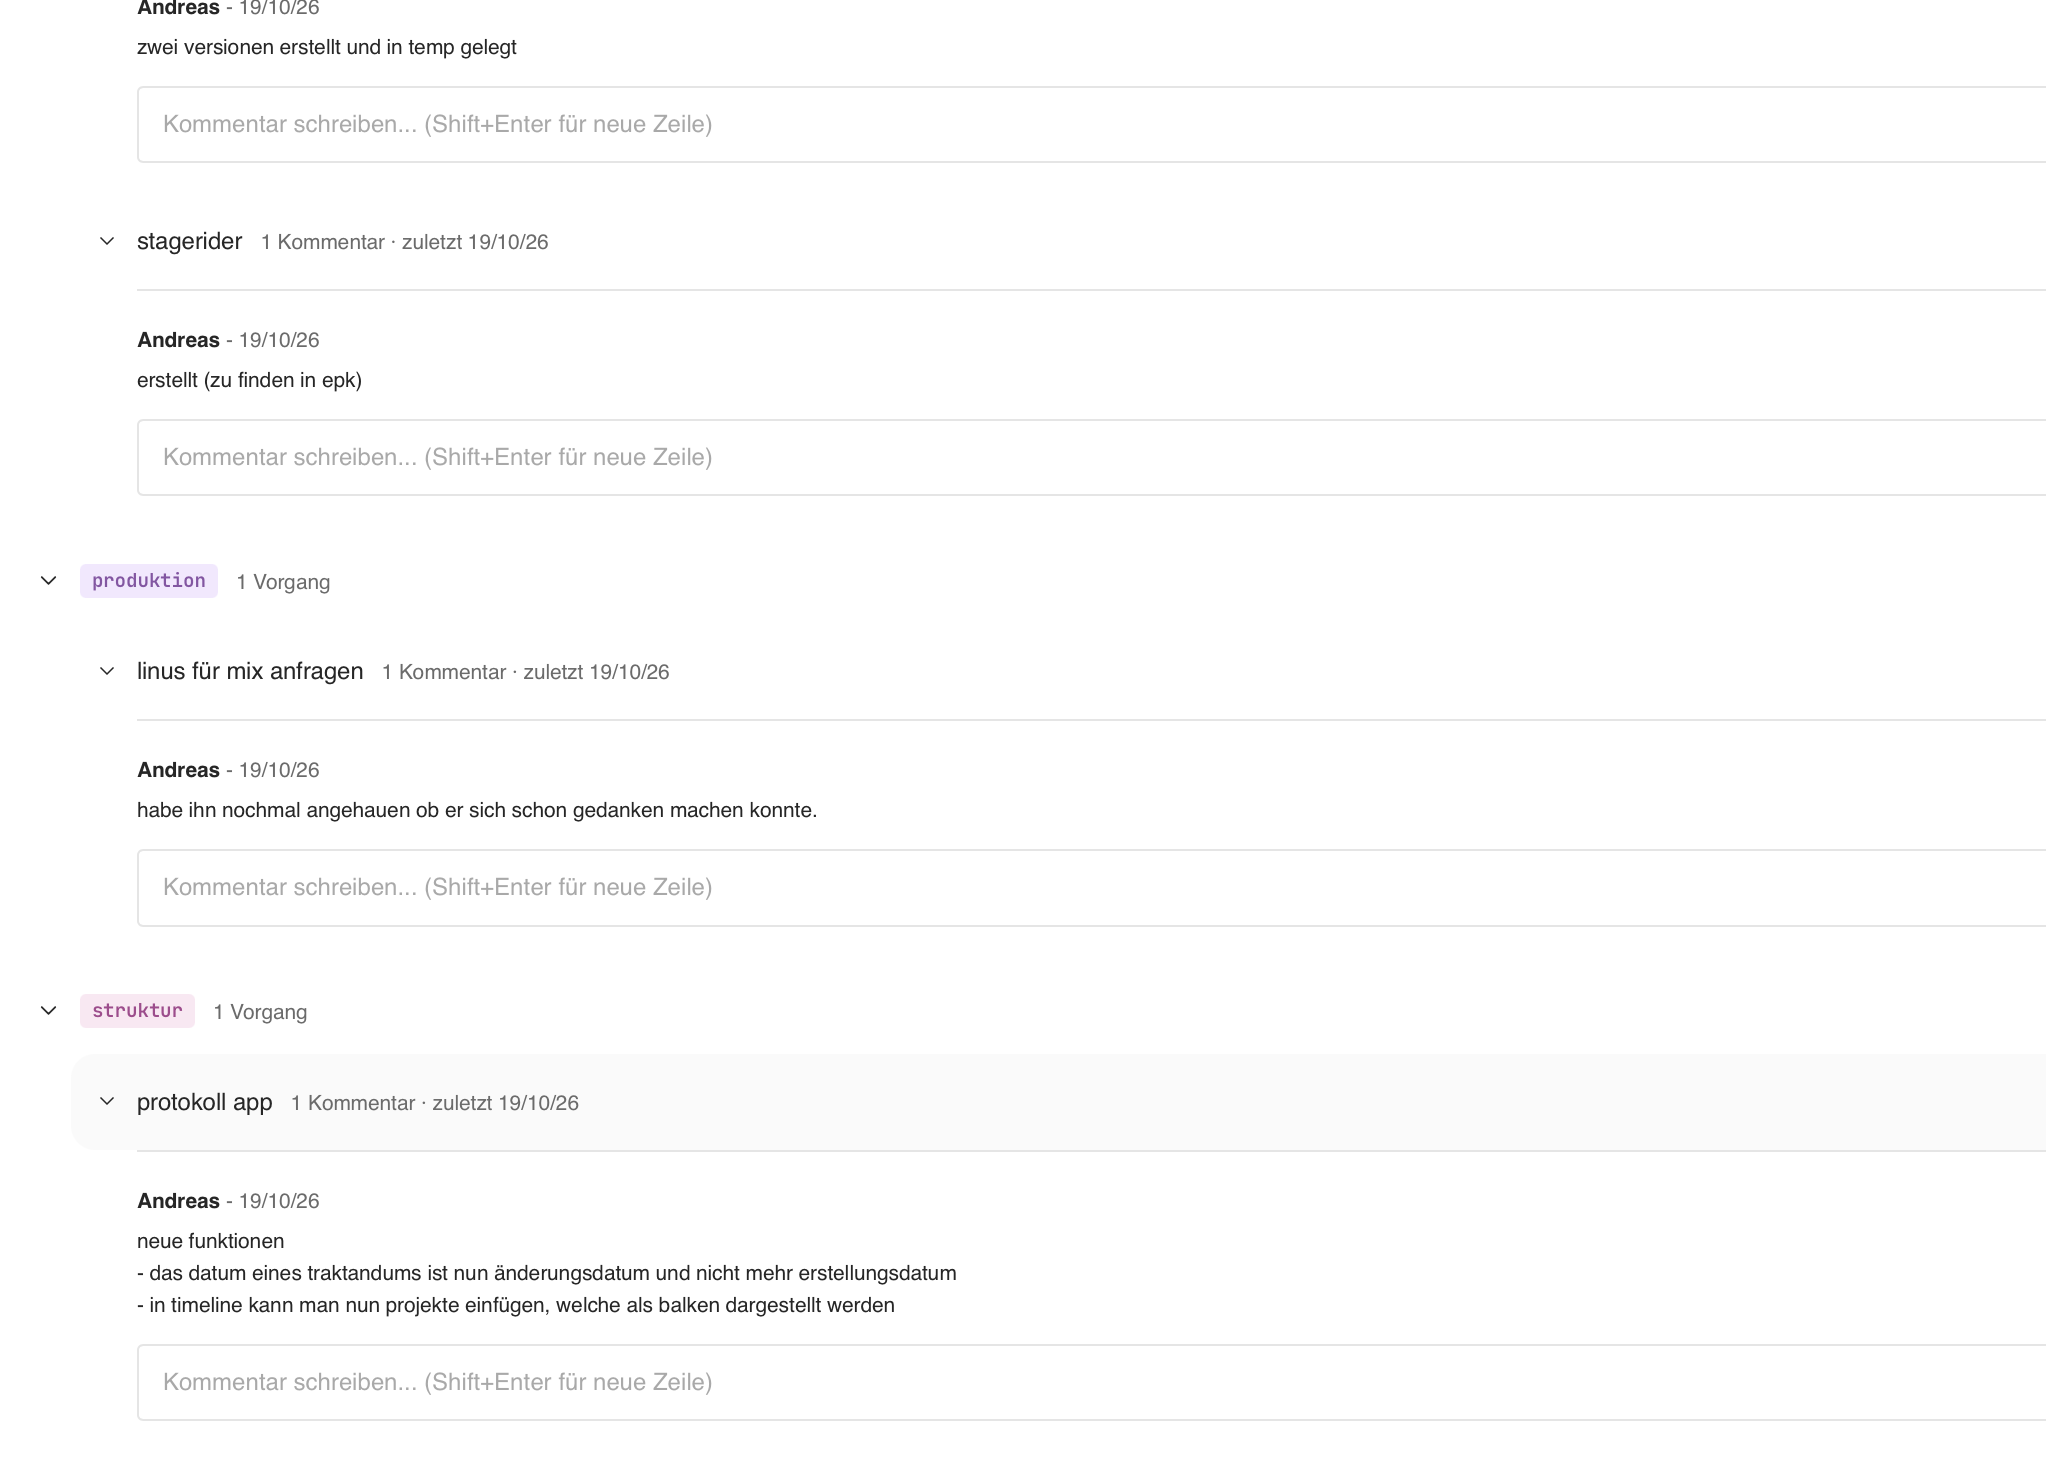 Andreas - 19/10/26
zwei versionen erstellt und in temp gelegt
Kommentar schreiben... (Shift+Enter für neue Zeile)
stagerider 1 Kommentar · zuletzt 19/10/26
Andreas - 19/10/26
erstellt (zu finden in epk)
Kommentar schreiben... (Shift+Enter für neue Zeile)
produktion 1 Vorgang
linus für mix anfragen 1 Kommentar · zuletzt 19/10/26
Andreas - 19/10/26
habe ihn nochmal angehauen ob er sich schon gedanken machen konnte.
Kommentar schreiben... (Shift+Enter für neue Zeile)
struktur 1 Vorgang
protokoll app 1 Kommentar · zuletzt 19/10/26
Andreas - 19/10/26
neue funktionen
- das datum eines traktandums ist nun änderungsdatum und nicht mehr erstellungsdatum
- in timeline kann man nun projekte einfügen, welche als balken dargestellt werden
Kommentar schreiben... (Shift+Enter für neue Zeile)